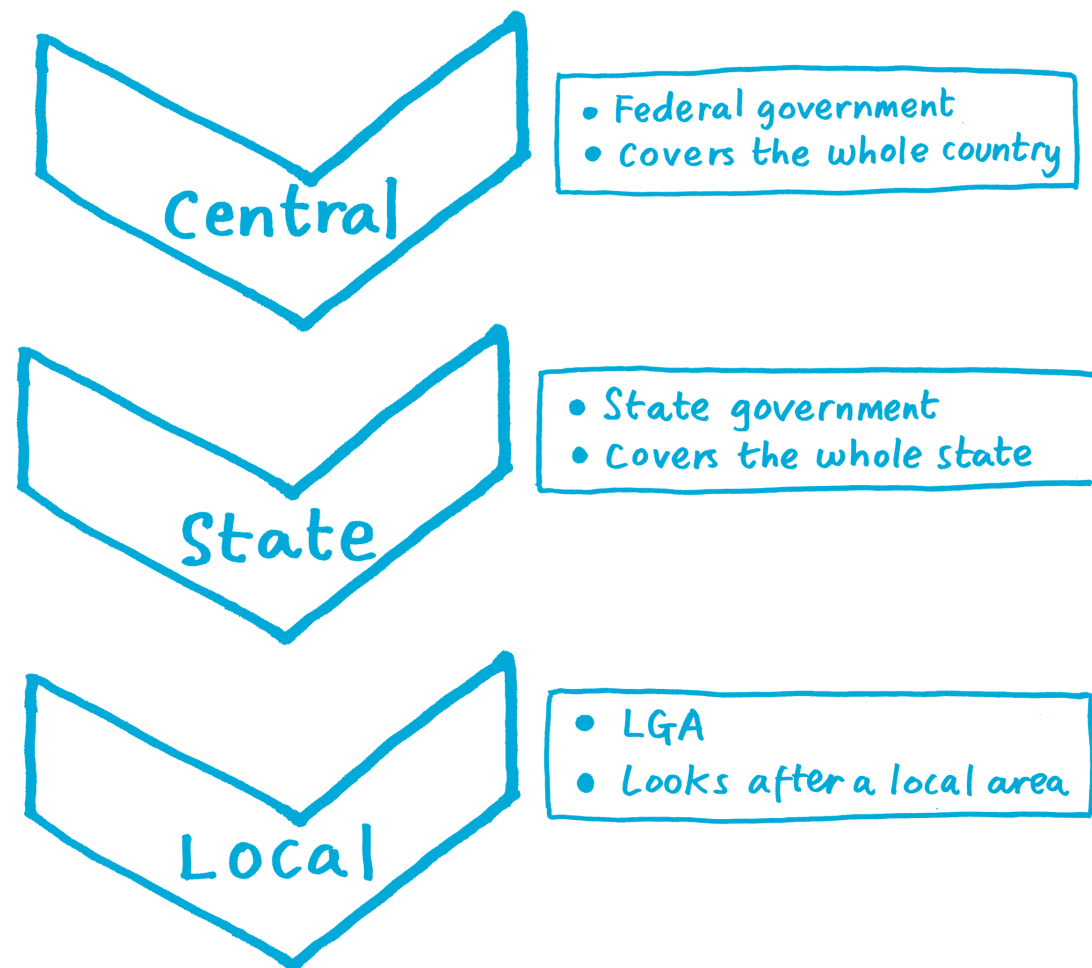 Central
• Federal government
• Covers the whole country
State
• State government
• Covers the whole state
Local
• LGA
• Looks after a local area